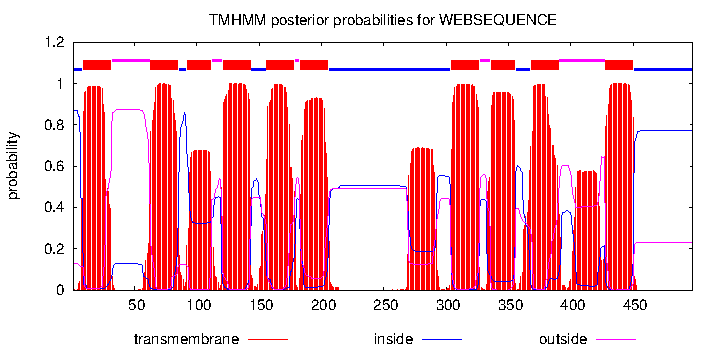 TMHMM posterior probabilities for WEBSEQUENCE
1.2
1
0.8
0.6
0.4
0.2
0
probability
50 100 150 200 250 300 350 400 450
transmembrane inside outside